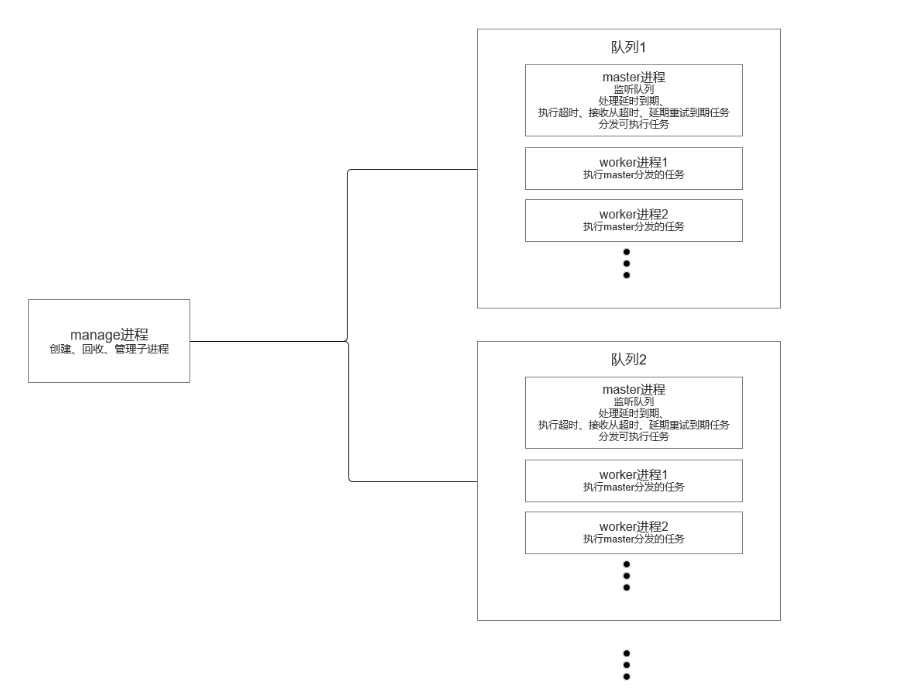 队列1
master进程
监听队列
处理延时到期、
执行超时、接收从超时、延期重试到期任务
分发可执行任务
worker进程1
执行master分发的任务
worker进程2
执行master分发的任务
manage进程
创建、回收、管理子进程
队列2
master进程
监听队列
处理延时到期、
执行超时、接收从超时、延期重试到期任务
分发可执行任务
worker进程1
执行master分发的任务
worker进程2
执行master分发的任务